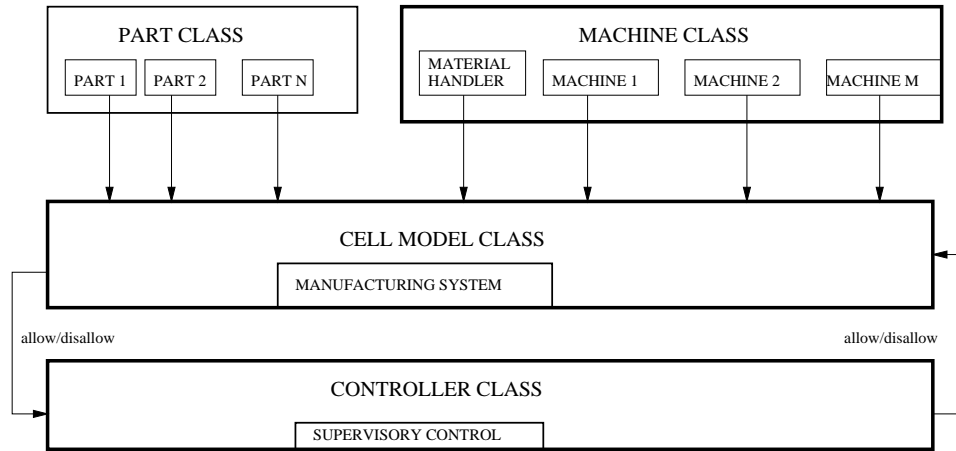 PART CLASS
PART 1
PART 2
PART N
MACHINE CLASS
MATERIAL
HANDLER
MACHINE 1
MACHINE 2
MACHINE M
CELL MODEL CLASS
MANUFACTURING SYSTEM
allow/disallow
allow/disallow
CONTROLLER CLASS
SUPERVISORY CONTROL